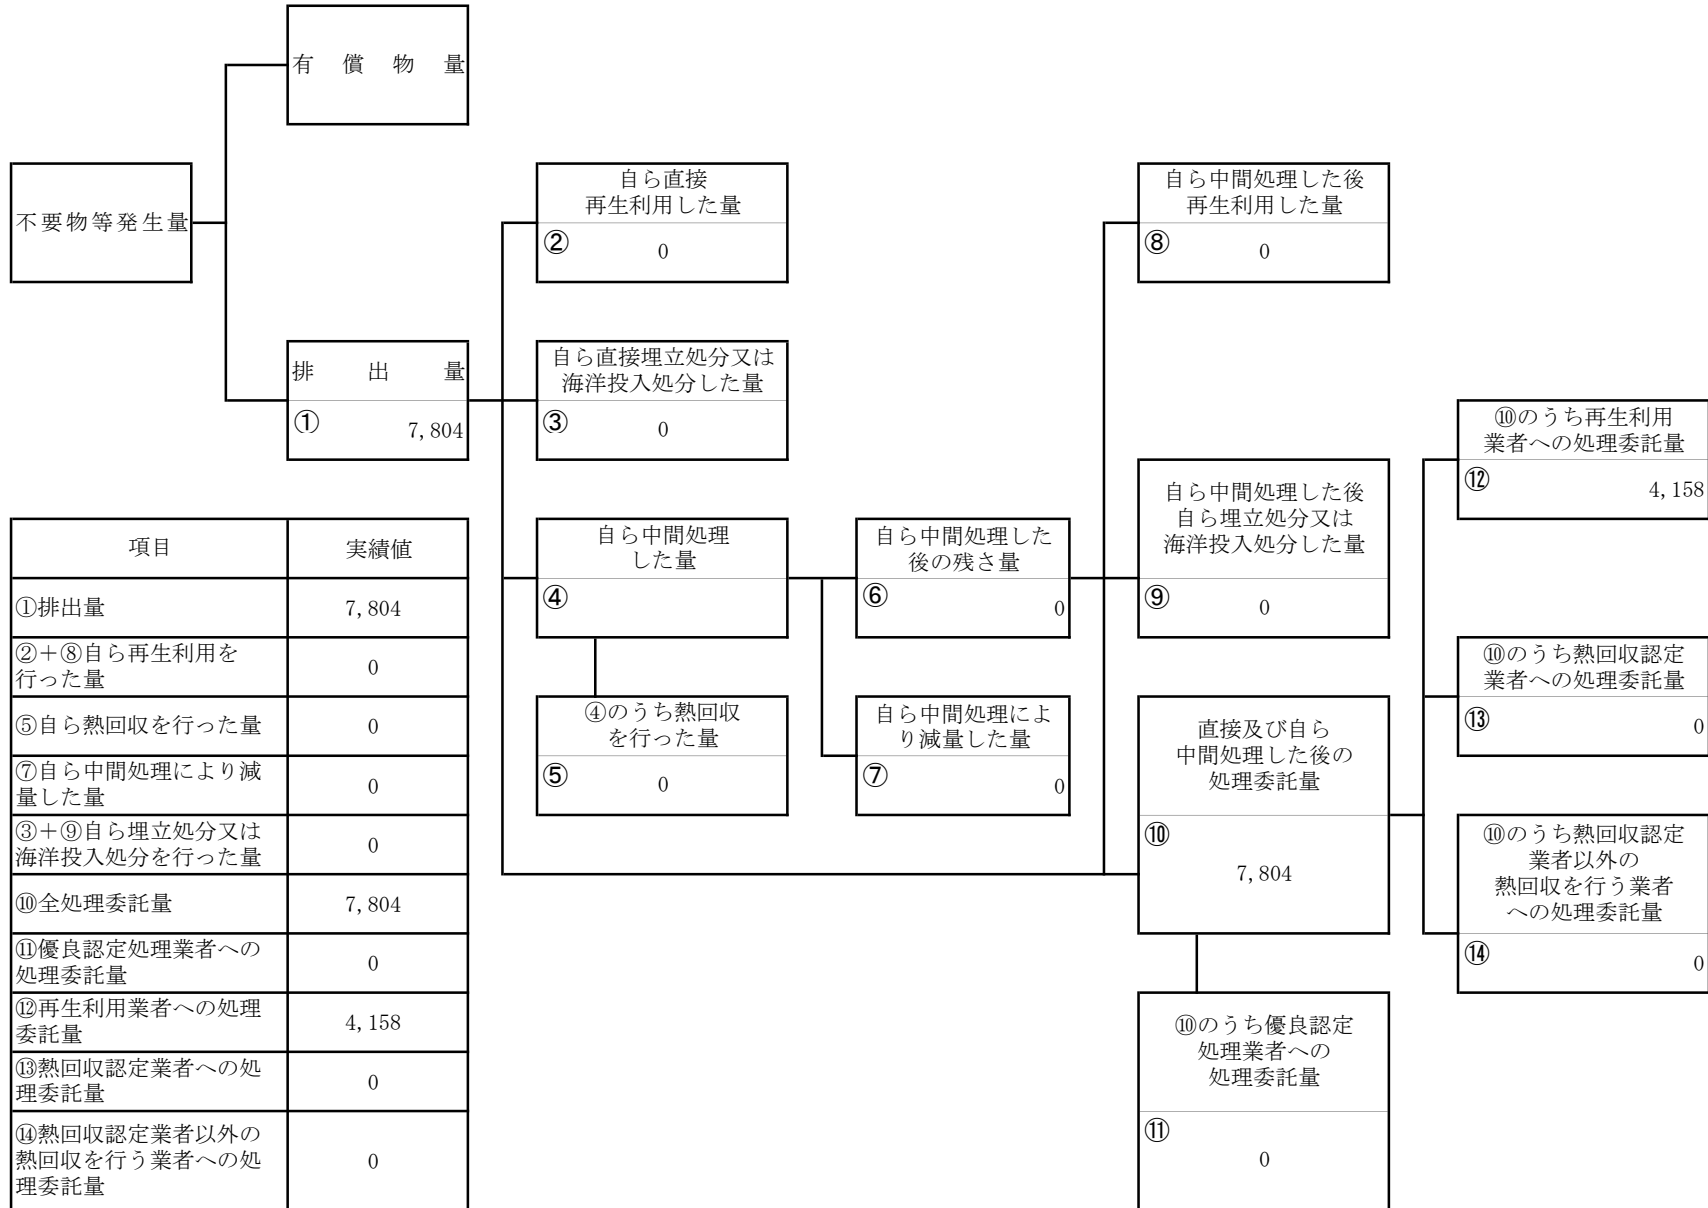 有償物量
不要物等発生量
排出量
① 7,804
自ら直接
再生利用した量
② 0
自ら直接埋立処分又は
海洋投入処分した量
③ 0
自ら中間処理
した量
④
④のうち熱回収
を行った量
⑤ 0
自ら中間処理した
後の残さ量
⑥ 0
自ら中間処理によ
り減量した量
⑦ 0
自ら中間処理した後
再生利用した量
⑧ 0
自ら中間処理した後
自ら埋立処分又は
海洋投入処分した量
⑨ 0
直接及び自ら
中間処理した後の
処理委託量
⑩
7,804
⑩のうち優良認定
処理業者への
処理委託量
⑪
0
⑩のうち再生利用
業者への処理委託量
⑫ 4,158
⑩のうち熱回収認定
業者への処理委託量
⑬ 0
⑩のうち熱回収認定
業者以外の
熱回収を行う業者
への処理委託量
⑭ 0
項目 実績値
①排出量 7,804
②+⑧自ら再生利用を
行った量 0
⑤自ら熱回収を行った量 0
⑦自ら中間処理により減
量した量 0
③+⑨自ら埋立処分又は
海洋投入処分を行った量 0
⑩全処理委託量 7,804
⑪優良認定処理業者への
処理委託量 0
⑫再生利用業者への処理
委託量 4,158
⑬熱回収認定業者への処
理委託量 0
⑭熱回収認定業者以外の
熱回収を行う業者への処
理委託量 0